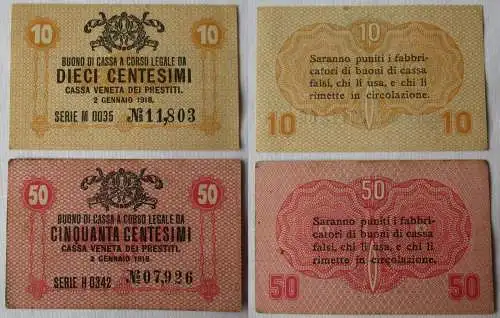 10 10
BUONO DI CASSA A CORSO LEGALE DA
DIECI CENTESIMI
CASSA VENETA DEI PRESTITI.
2 GENNAIO 1918.
SERIE M 0035 No 11,803
10
Saranno puniti i fabbri-
catori di buoni di cassa
falsi, chi li usa, e chi li
rimette in circolazione.
10 10
50 50
BUONO DI CASSA A CORSO LEGALE DA
CINQUANTA CENTESIMI
CASSA VENETA DEI PRESTITI.
2 GENNAIO 1918.
SERIE H 0342 No 07,926
50
Saranno puniti i fabbri-
catori di buoni di cassa
falsi, chi li usa, e chi li
rimette in circolazione.
50 50